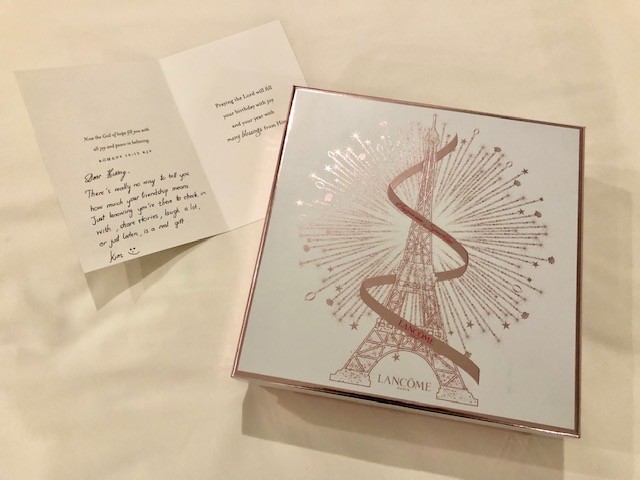 Now the God of hope fill you with
all joy and peace in believing.
ROMANS 15:13 KJV
There's really no way to tell you
how much your friendship means
Just knowing you're there to check in
with, share stories, laugh a lot,
or just listen, is a real gift.
Kim
Praying the Lord will fill
your birthday with joy
and your year with
many blessings from Him
LANCÔME
LANCÔME
PARIS